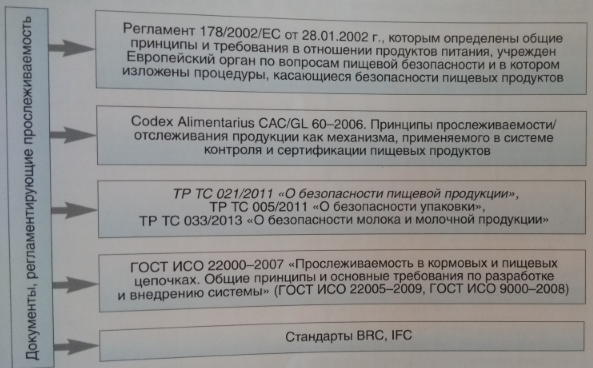 Документы, регламентирующие прослеживаемость
Регламент 178/2002/ЕС от 28.01.2002 г., которым определены общие
принципы и требования в отношении продуктов питания, учрежден
Европейский орган по вопросам пищевой безопасности и в котором
изложены процедуры, касающиеся безопасности пищевых продуктов
Codex Alimentarius CAC/GL 60–2006. Принципы прослеживаемости/
отслеживания продукции как механизма, применяемого в системе
контроля и сертификации пищевых продуктов
ТР ТС 021/2011 «О безопасности пищевой продукции»,
ТР ТС 005/2011 «О безопасности упаковки»,
ТР ТС 033/2013 «О безопасности молока и молочной продукции»
ГОСТ ИСО 22000–2007 «Прослеживаемость в кормовых и пищевых
цепочках. Общие принципы и основные требования по разработке
и внедрению системы» (ГОСТ ИСО 22005–2009, ГОСТ ИСО 9000–2008)
Стандарты BRC, IFC